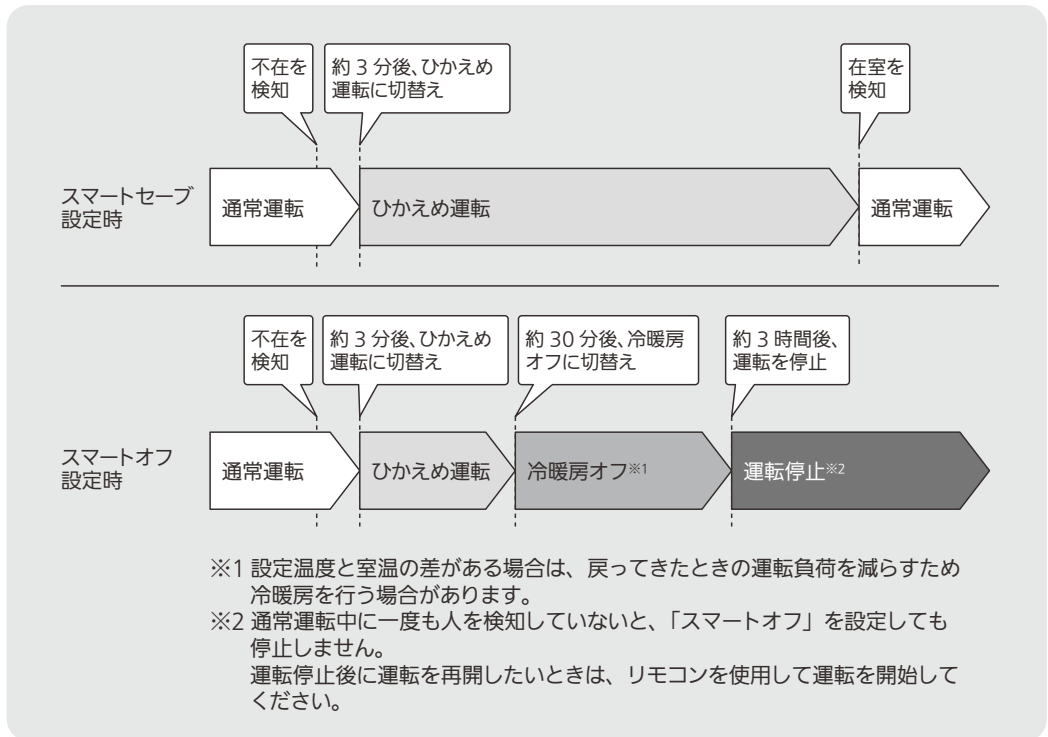 不在を
検知
約 3 分後、ひかえめ
運転に切替え
在室を
検知
スマートセーブ
設定時
通常運転
ひかえめ運転
通常運転
不在を
検知
約 3 分後、ひかえめ
運転に切替え
約 30 分後、冷暖房
オフに切替え
約 3 時間後、
運転を停止
スマートオフ
設定時
通常運転
ひかえめ運転
冷暖房オフ※1
運転停止※2
※1 設定温度と室温の差がある場合は、戻ってきたときの運転負荷を減らすため
冷暖房を行う場合があります。
※2 通常運転中に一度も人を検知していないと、「スマートオフ」を設定しても
停止しません。
運転停止後に運転を再開したいときは、リモコンを使用して運転を開始して
ください。